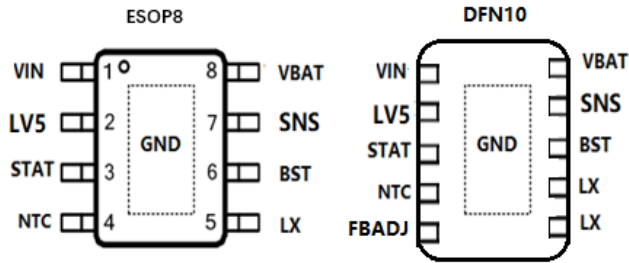 ESOP8
VIN 1 8 VBAT
LV5 2 7 SNS
GND
STAT 3 6 BST
NTC 4 5 LX
DFN10
VIN VBAT
LV5 SNS
STAT GND BST
NTC LX
FBADJ LX